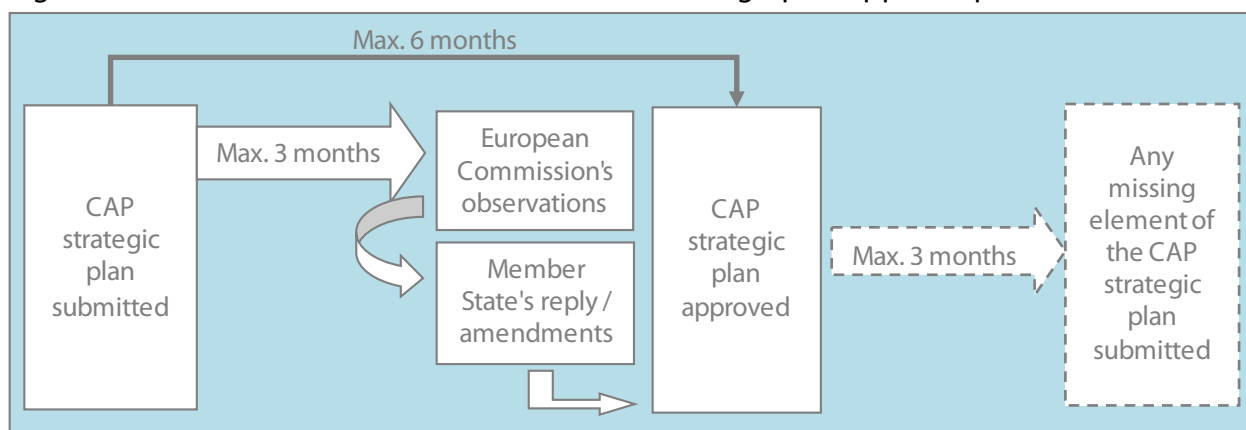 Max. 6 months
CAP
strategic
plan
submitted
Max. 3 months
European
Commission's
observations
Member
State's reply /
amendments
CAP
strategic
plan
approved
Max. 3 months
Any
missing
element of
the CAP
strategic
plan
submitted